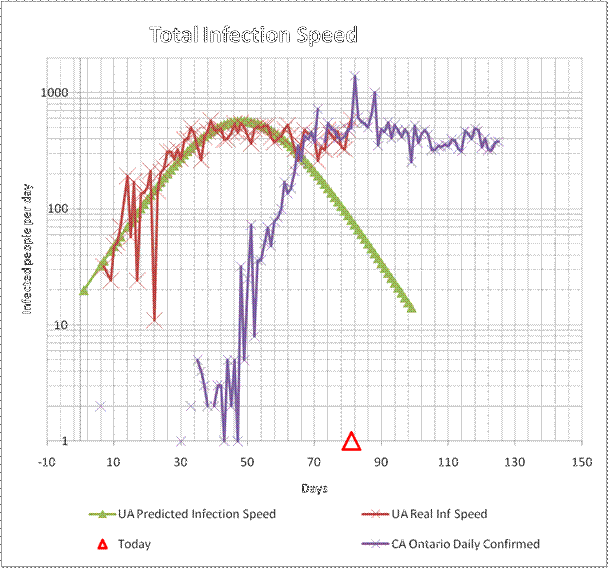 Total Infection Speed
1000
100
10
1
Infected people per day
-10 10 30 50 70 90 110 130 150
Days
UA Predicted Infection Speed
UA Real Inf Speed
Today
CA Ontario Daily Confirmed